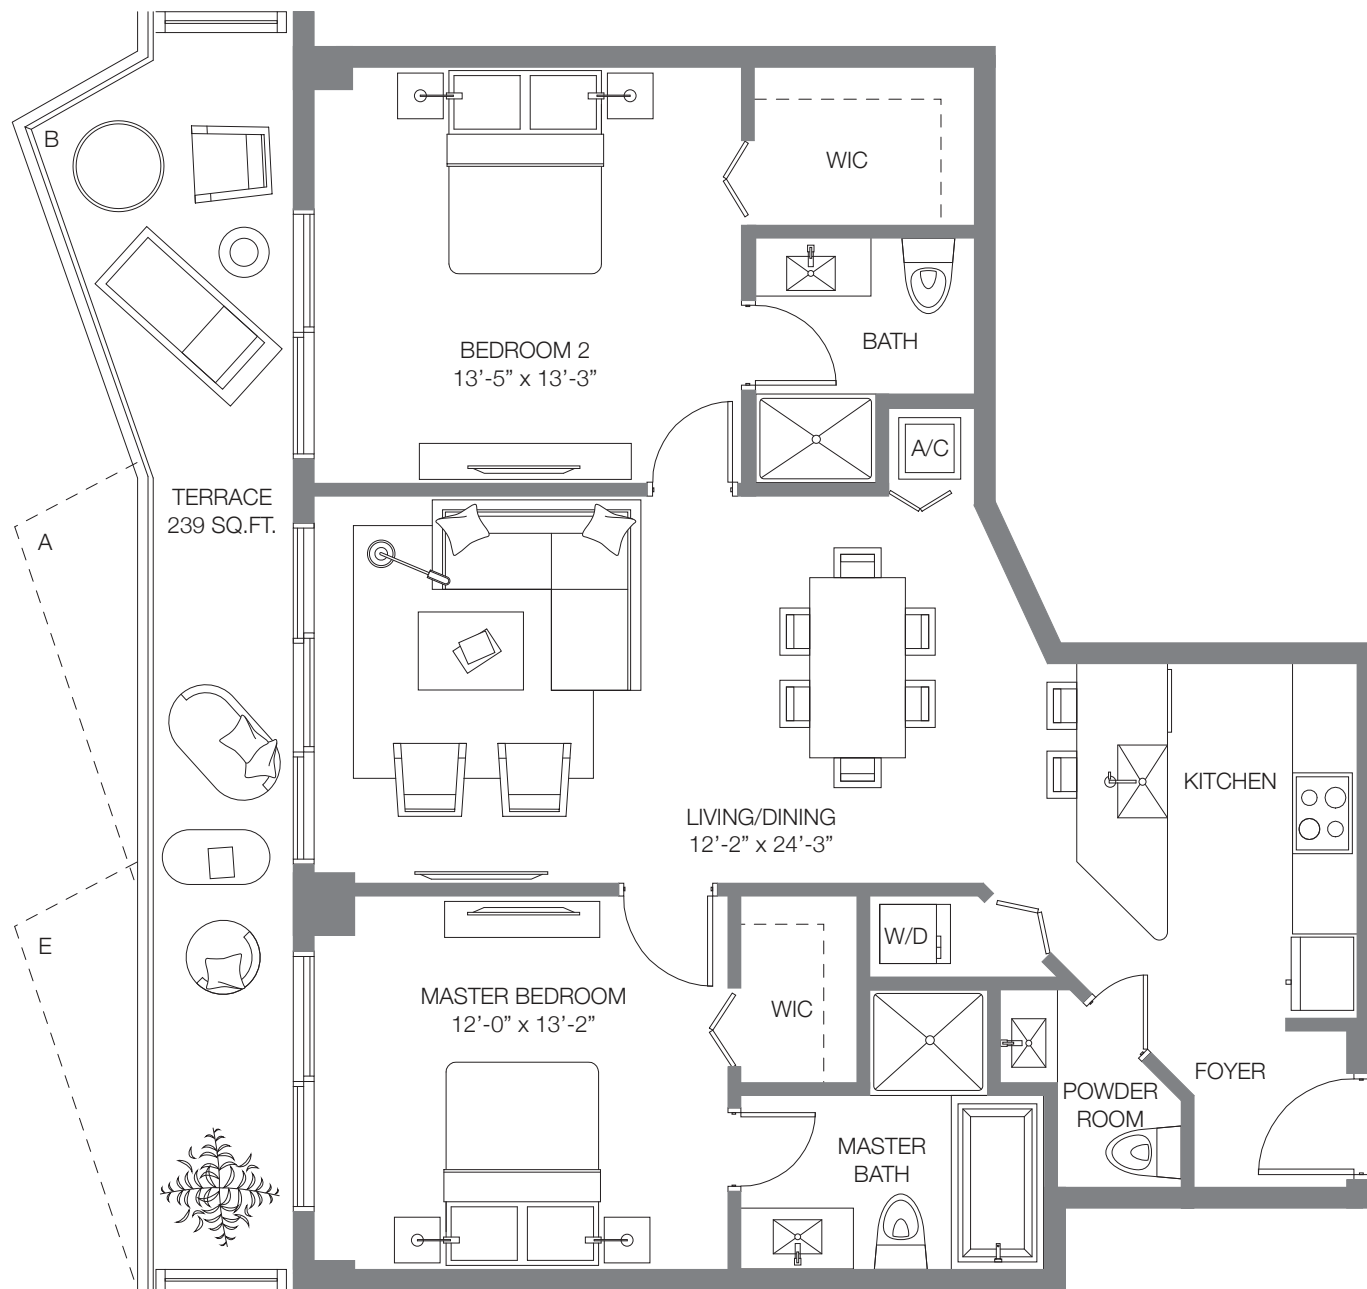 B
WIC
BEDROOM 2
13’-5” x 13’-3”
BATH
A/C
TERRACE
239 SQ.FT.
A
KITCHEN
LIVING/DINING
12’-2” x 24’-3”
E
W/D
MASTER BEDROOM
12’-0” x 13’-2”
WIC
FOYER
POWDER
ROOM
MASTER
BATH